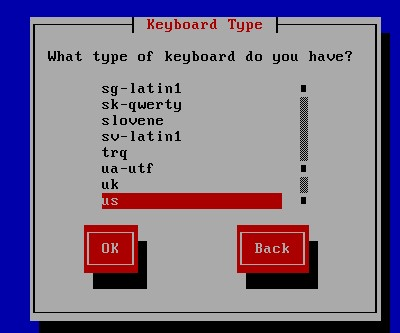 Keyboard Type
What type of keyboard do you have?
sg-latin1
sk-qwerty
slovene
sv-latin1
trq
ua-utf
uk
us
OK
Back